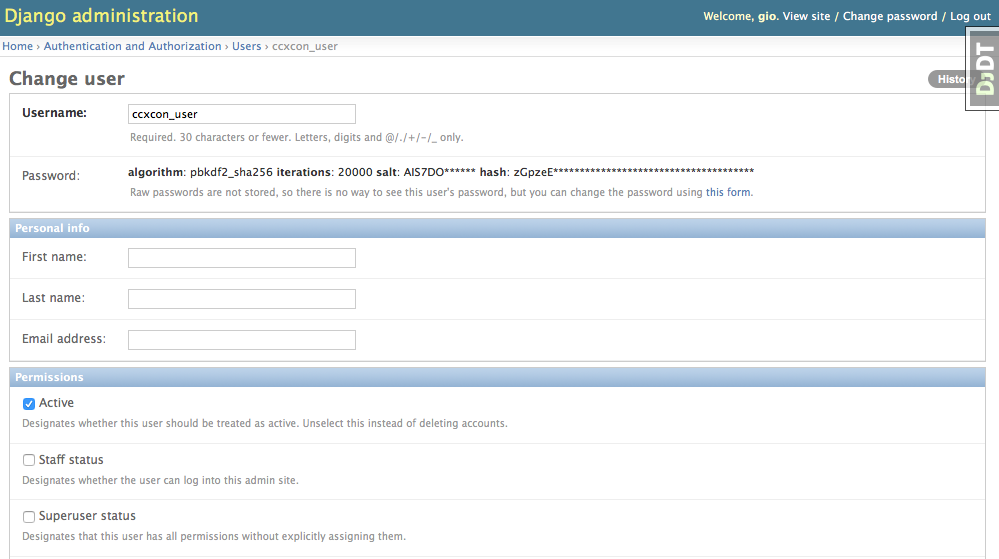 Django administration
Welcome, gio. View site / Change password / Log out
Home › Authentication and Authorization › Users › ccxcon_user
DjDT
Change user
History
Username:
ccxcon_user
Required. 30 characters or fewer. Letters, digits and @/./+/-/_ only.
Password:
algorithm: pbkdf2_sha256 iterations: 20000 salt: AIS7DO****** hash: zGpzeE**************************************
Raw passwords are not stored, so there is no way to see this user's password, but you can change the password using this form.
Personal info
First name:
Last name:
Email address:
Permissions
Active
Designates whether this user should be treated as active. Unselect this instead of deleting accounts.
Staff status
Designates whether the user can log into this admin site.
Superuser status
Designates that this user has all permissions without explicitly assigning them.